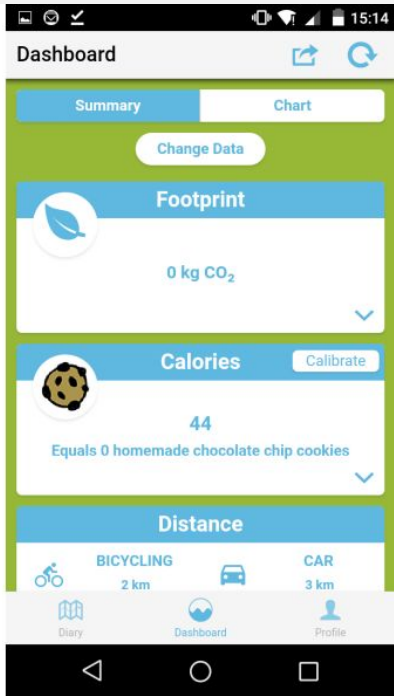 15:14
Dashboard
Summary Chart
Change Data
Footprint
0 kg CO₂
Calories Calibrate
44
Equals 0 homemade chocolate chip cookies
Distance
BICYCLING CAR
2 km 3 km
Diary Dashboard Profile